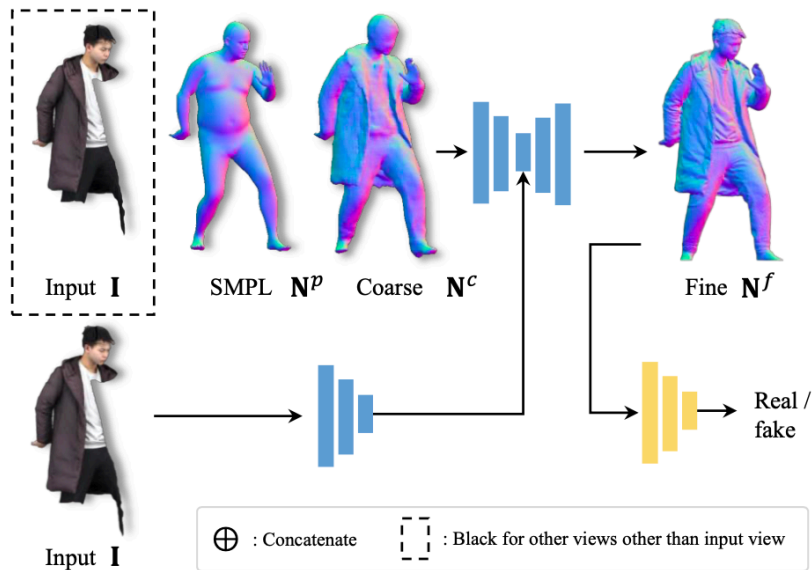 Input I
SMPL N^p
Coarse N^c
Fine N^f
Real /
fake
Input I
⊕ : Concatenate
: Black for other views other than input view